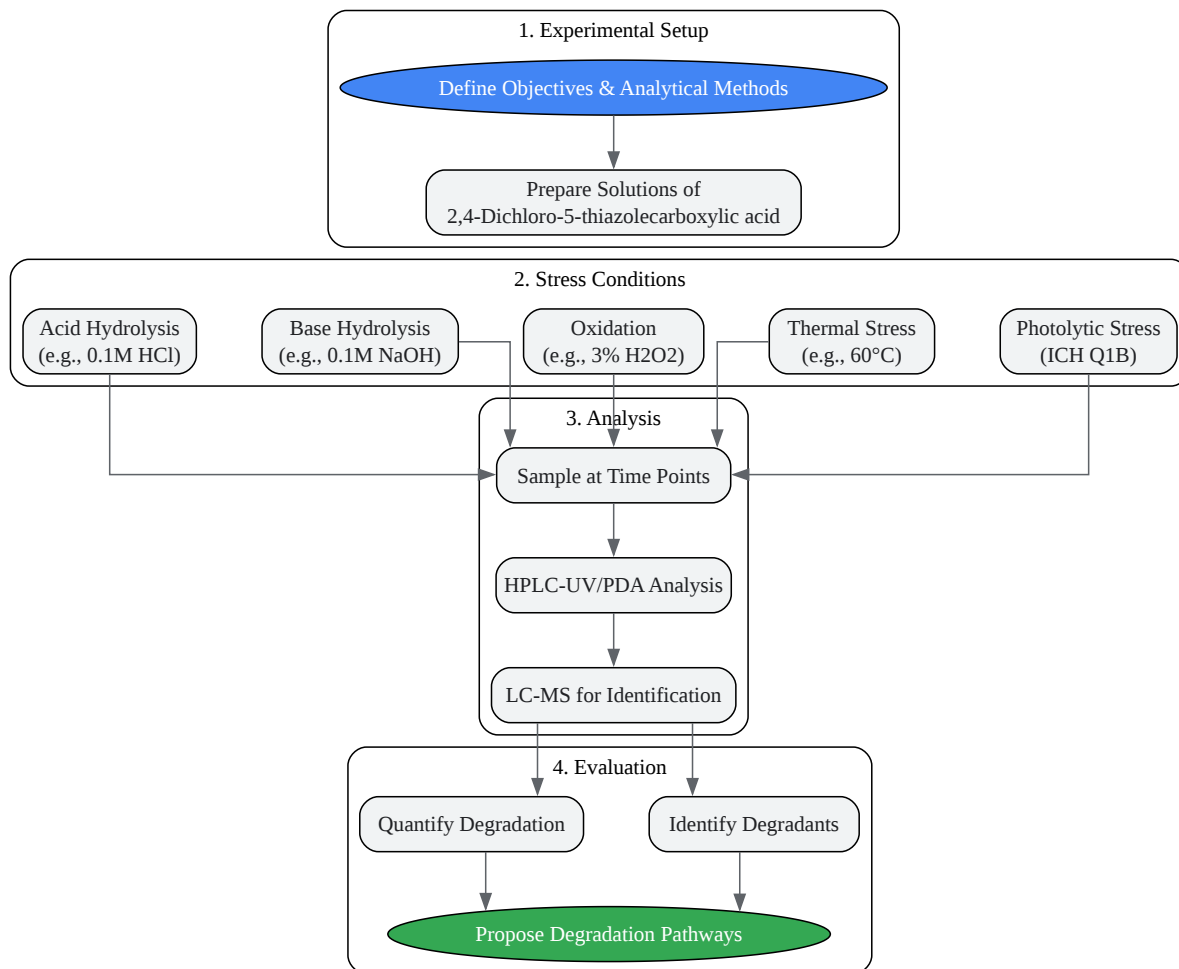 1. Experimental Setup
Define Objectives & Analytical Methods
Prepare Solutions of
2,4-Dichloro-5-thiazolecarboxylic acid
2. Stress Conditions
Acid Hydrolysis
(e.g., 0.1M HCl)
Base Hydrolysis
(e.g., 0.1M NaOH)
Oxidation
(e.g., 3% H2O2)
Thermal Stress
(e.g., 60°C)
Photolytic Stress
(ICH Q1B)
3. Analysis
Sample at Time Points
HPLC-UV/PDA Analysis
LC-MS for Identification
4. Evaluation
Quantify Degradation
Identify Degradants
Propose Degradation Pathways